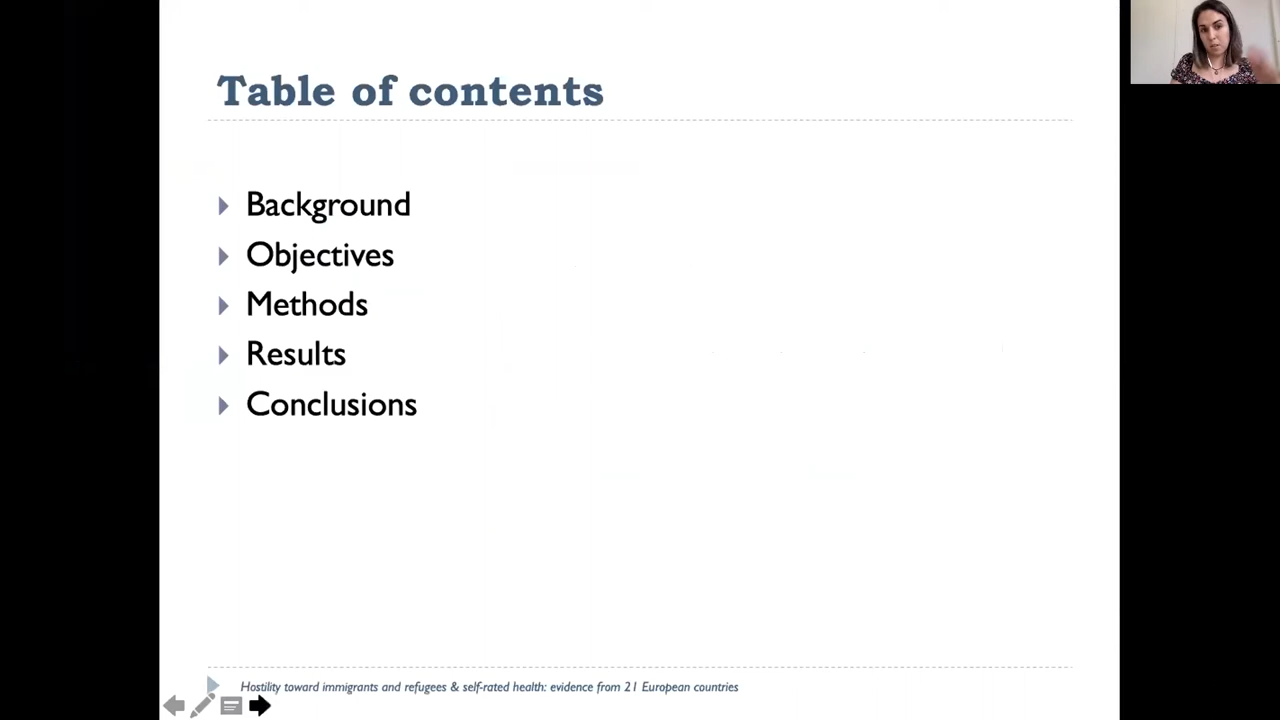 Table of contents
Background
Objectives
Methods
Results
Conclusions
Hostility toward immigrants and refugees & self-rated health: evidence from 21 European countries